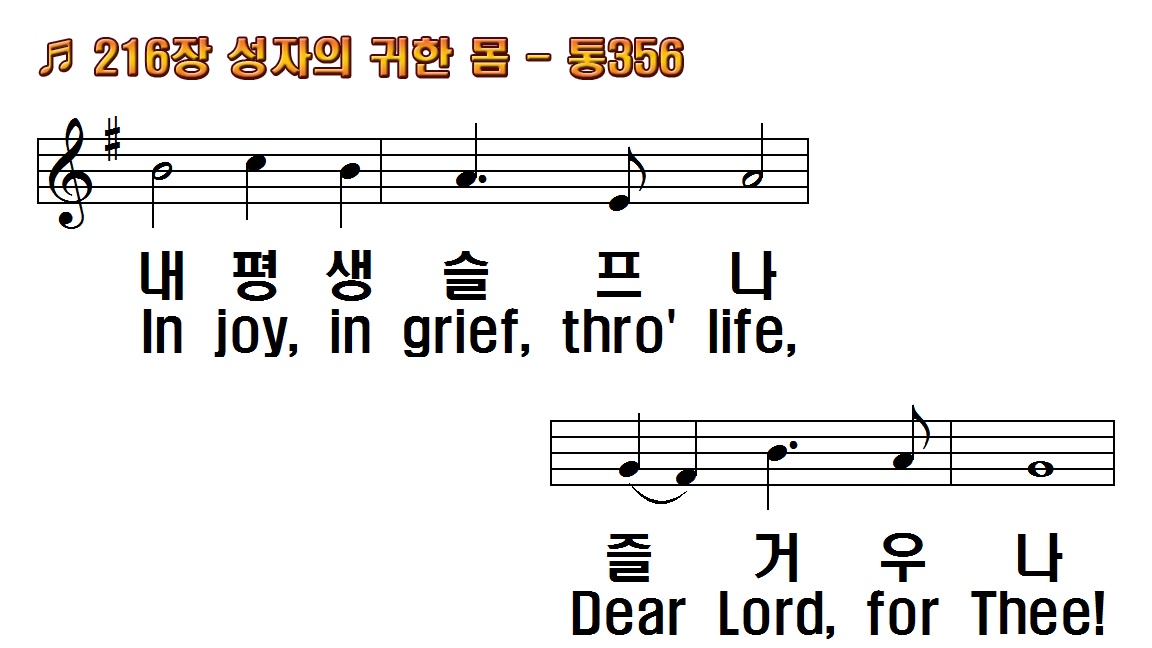 216장 성자의 귀한 몸 - 통356
내 평 생 슬 프 나
In joy, in grief, thro' life,
즐 거 우 나
Dear Lord, for Thee!